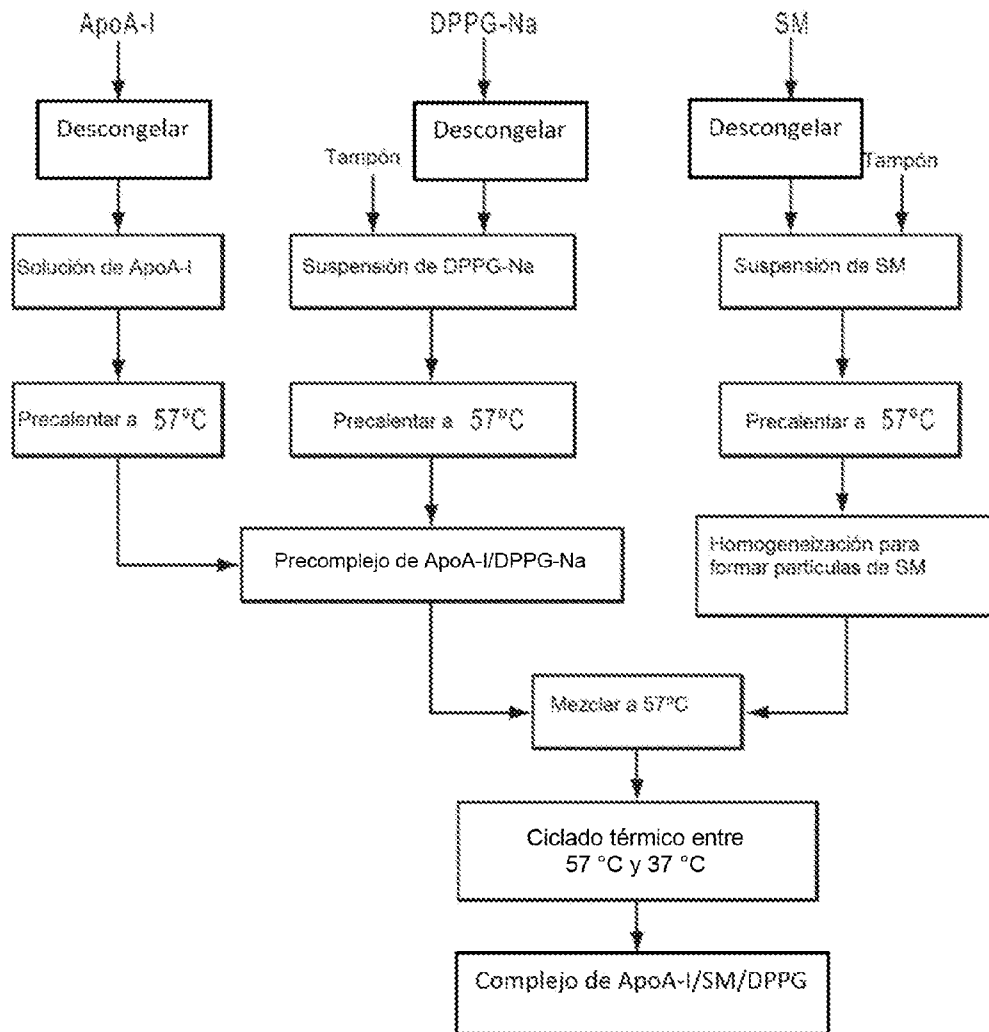 ApoA-I
DPPG-Na
SM
Descongelar
Descongelar
Descongelar
Tampón
Tampón
Solución de ApoA-I
Suspensión de DPPG-Na
Suspensión de SM
Precalentar a 57°C
Precalentar a 57°C
Precalentar a 57°C
Precomplejo de ApoA-I/DPPG-Na
Homogeneización para
formar partículas de SM
Mezclar a 57°C
Ciclado térmico entre
57 °C y 37 °C
Complejo de ApoA-I/SM/DPPG